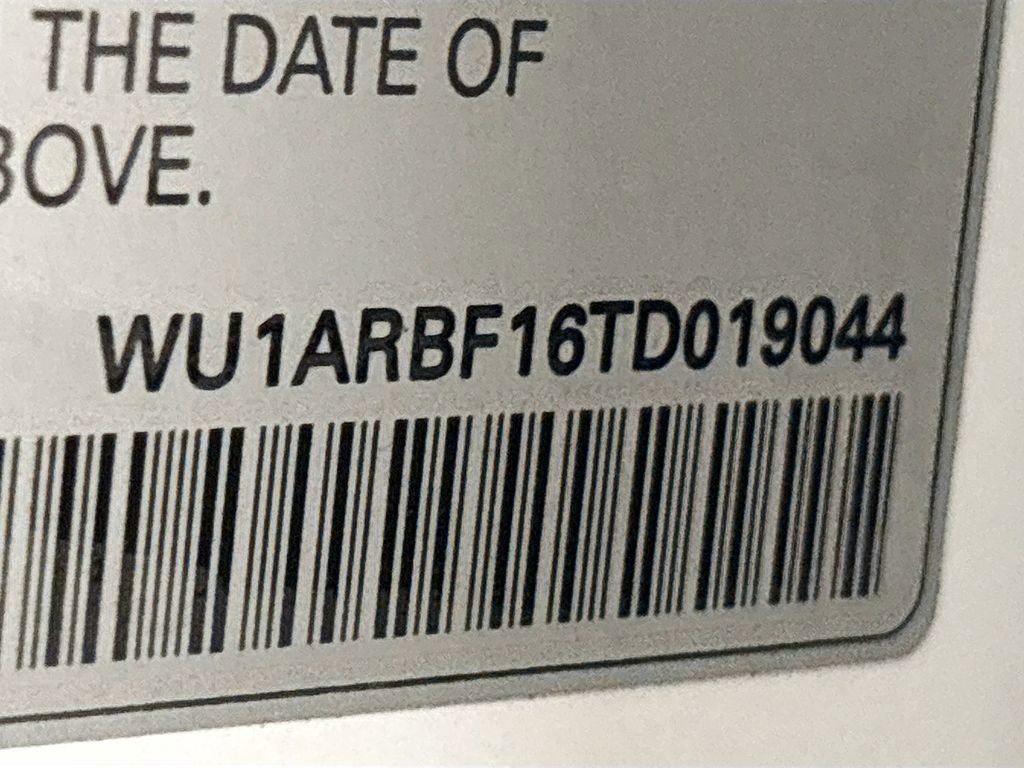 THE DATE OF
BOVE.
WU1ARBF16TD019044